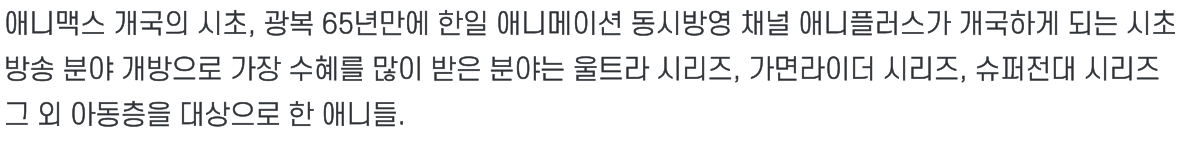 애니맥스 개국의 시초, 광복 65년만에 한일 애니메이션 동시방영 채널 애니플러스가 개국하게 되는 시초
방송 분야 개방으로 가장 수혜를 많이 받은 분야는 울트라 시리즈, 가면라이더 시리즈, 슈퍼전대 시리즈
그 외 아동층을 대상으로 한 애니들.